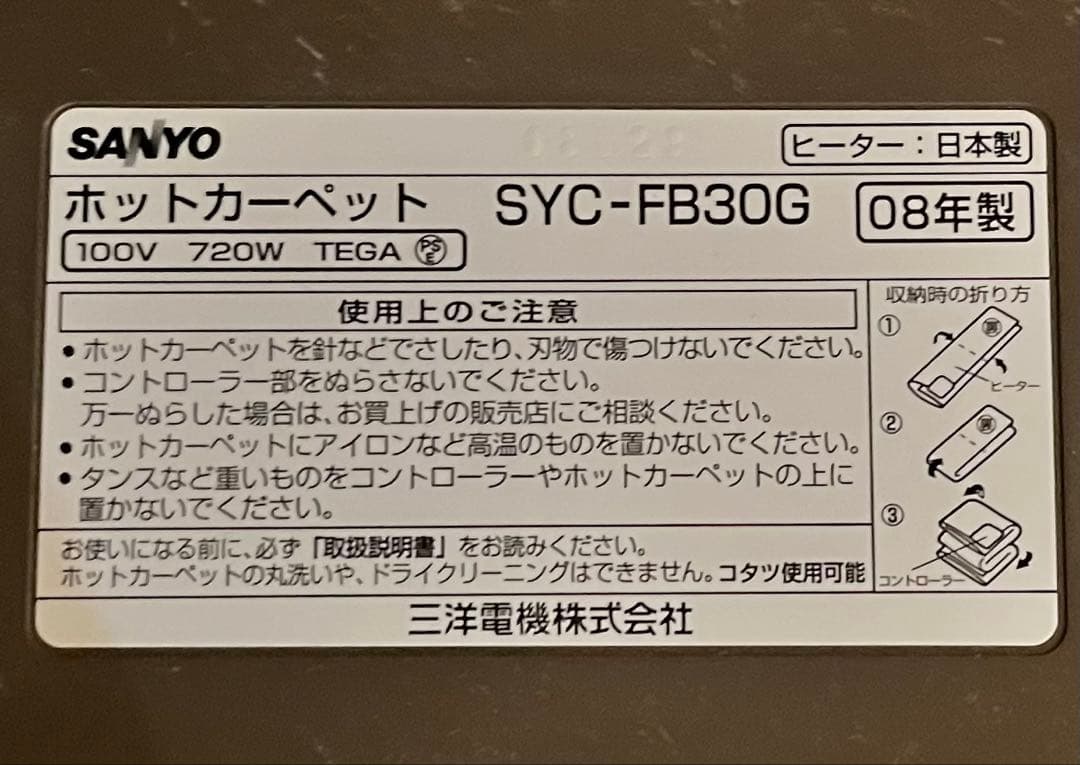 SANYO
ヒーター：日本製
ホットカーペット SYC-FB30G 08年製
100V 720W TEGA PSE
使用上のご注意
●ホットカーペットを針などでさしたり、刃物で傷つけないでください。
●コントローラー部をぬらさないでください。
万一ぬらした場合は、お買上げの販売店にご相談ください。
●ホットカーペットにアイロンなど高温のものを置かないでください。
●タンスなど重いものをコントローラーやホットカーペットの上に
置かないでください。
お使いになる前に、必ず「取扱説明書」をお読みください。
ホットカーペットの丸洗いや、ドライクリーニングはできません。コタツ使用可能
収納時の折り方
①
裏
ヒーター
②
裏
③
コントローラー
三洋電機株式会社